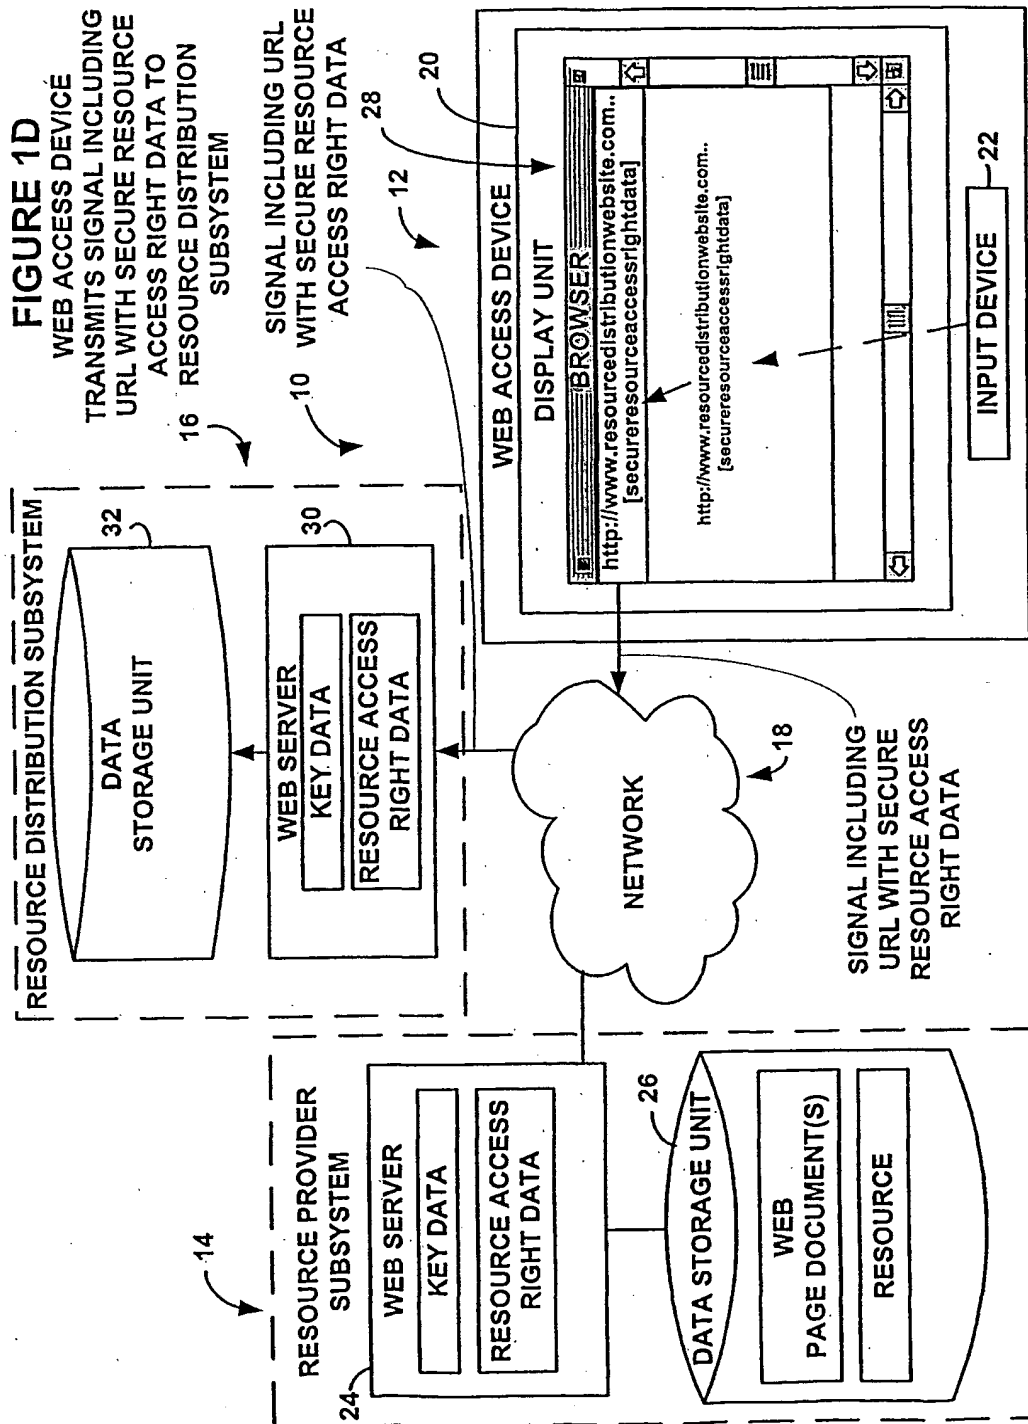 FIGURE 1D
WEB ACCESS DEVICE
TRANSMITS SIGNAL INCLUDING
URL WITH SECURE RESOURCE
ACCESS RIGHT DATA TO
RESOURCE DISTRIBUTION
SUBSYSTEM
16
RESOURCE DISTRIBUTION SUBSYSTEM
32
DATA
STORAGE UNIT
30
WEB SERVER
KEY DATA
RESOURCE ACCESS
RIGHT DATA
10
SIGNAL INCLUDING URL
WITH SECURE RESOURCE
ACCESS RIGHT DATA
12
28
20
WEB ACCESS DEVICE
DISPLAY UNIT
BROWSER
http://www.resourcedistributionwebsite.com..
[secureresourceaccessrightdata]
http://www.resourcedistributionwebsite.com..
[secureresourceaccessrightdata]
22
INPUT DEVICE
14
RESOURCE PROVIDER
SUBSYSTEM
24
WEB SERVER
KEY DATA
RESOURCE ACCESS
RIGHT DATA
26
DATA STORAGE UNIT
WEB
PAGE DOCUMENT(S)
RESOURCE
NETWORK
18
SIGNAL INCLUDING
URL WITH SECURE
RESOURCE ACCESS
RIGHT DATA